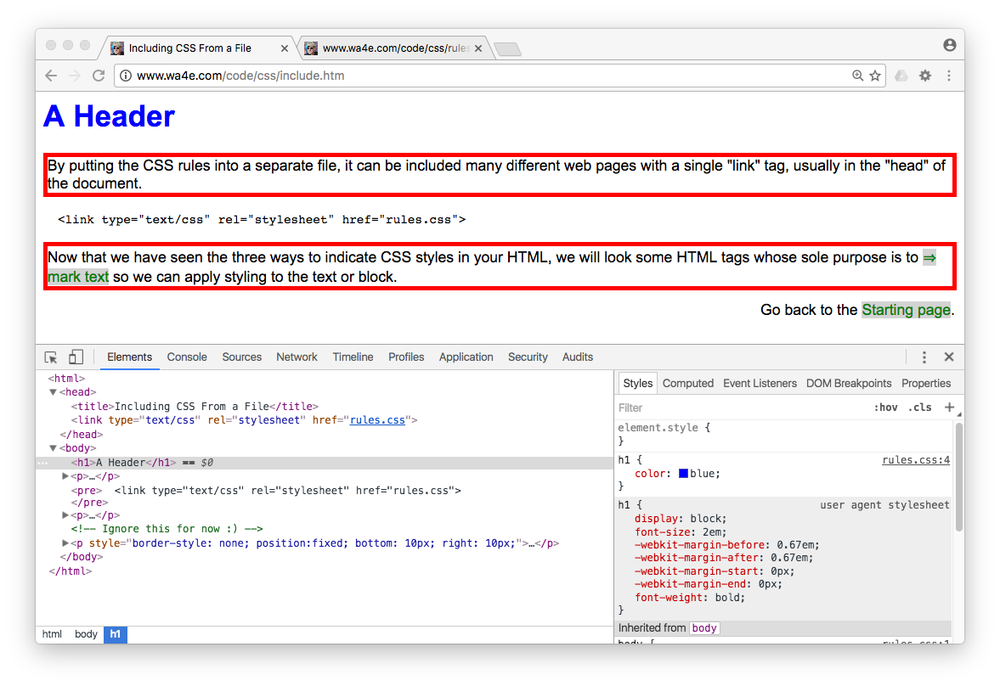 Including CSS From a File
www.wa4e.com/code/css/rules
www.wa4e.com/code/css/include.htm
A Header
By putting the CSS rules into a separate file, it can be included many different web pages with a single "link" tag, usually in the "head" of
the document.
<link type="text/css" rel="stylesheet" href="rules.css">
Now that we have seen the three ways to indicate CSS styles in your HTML, we will look some HTML tags whose sole purpose is to ⇒
mark text so we can apply styling to the text or block.
Go back to the Starting page.
Elements Console Sources Network Timeline Profiles Application Security Audits
<html>
▼<head>
<title>Including CSS From a File</title>
<link type="text/css" rel="stylesheet" href="rules.css">
</head>
▼<body>
…<h1>A Header</h1> == $0
▶<p>…</p>
<pre>  <link type="text/css" rel="stylesheet" href="rules.css">
</pre>
▶<p>…</p>
<!-- Ignore this for now :) -->
▶<p style="border-style: none; position:fixed; bottom: 10px; right: 10px;">…</p>
</body>
</html>
html body h1
Styles Computed Event Listeners DOM Breakpoints Properties
Filter :hov .cls +
element.style {
}
h1 { rules.css:4
color: blue;
}
h1 { user agent stylesheet
display: block;
font-size: 2em;
-webkit-margin-before: 0.67em;
-webkit-margin-after: 0.67em;
-webkit-margin-start: 0px;
-webkit-margin-end: 0px;
font-weight: bold;
}
Inherited from body
body { rules.css:1